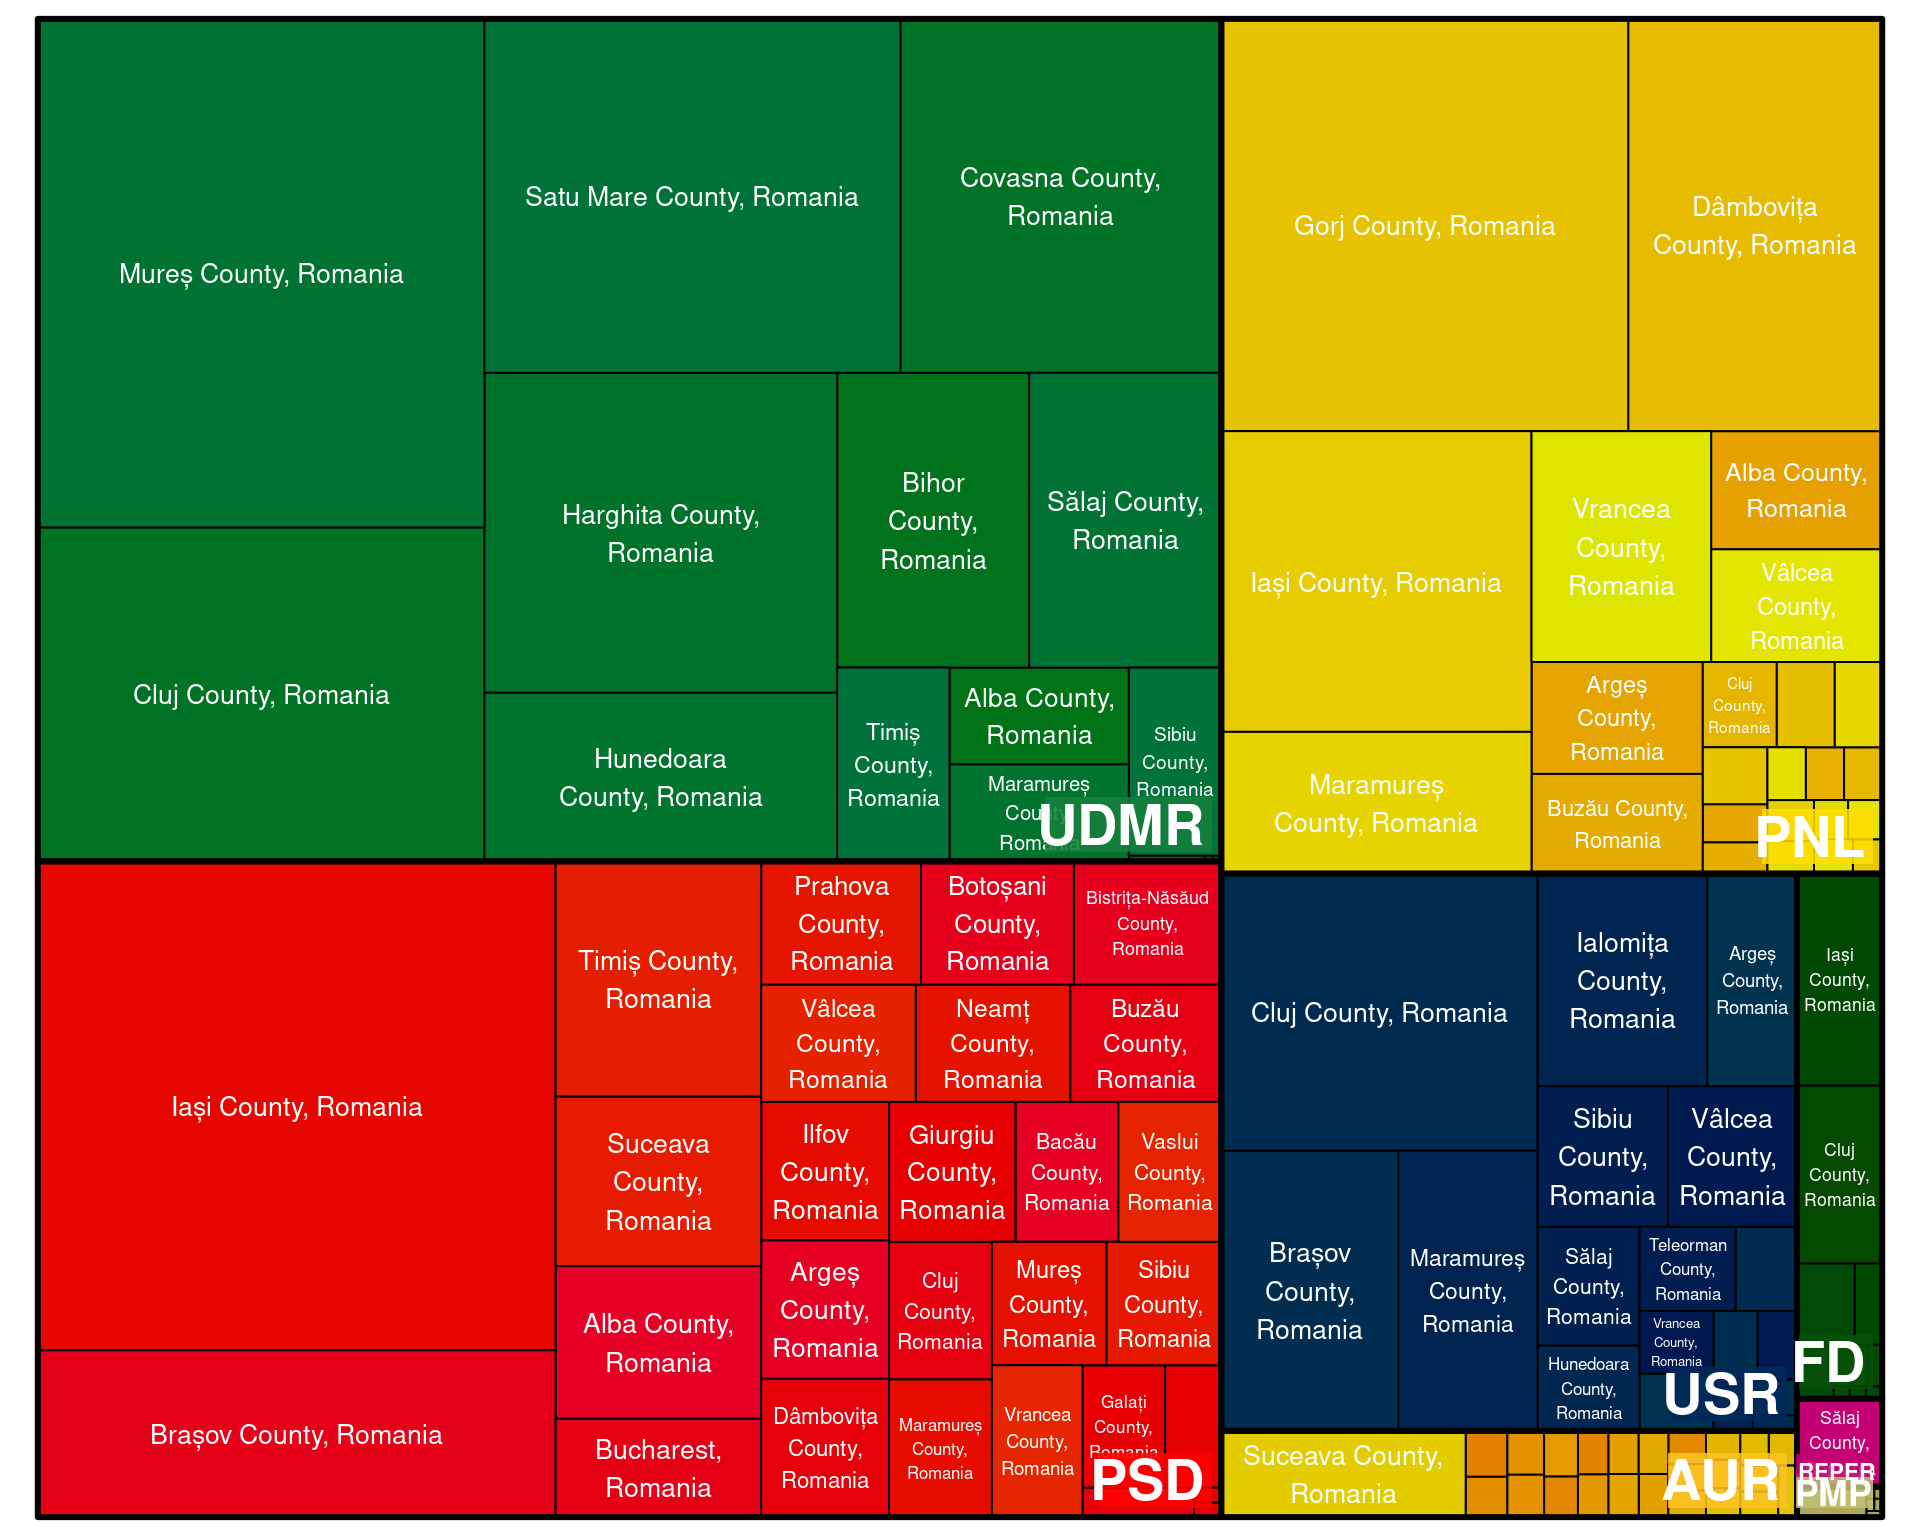 Mureș County, Romania
Satu Mare County, Romania
Covasna County,
Romania
Cluj County, Romania
Harghita County,
Romania
Bihor
County,
Romania
Sălaj County,
Romania
Hunedoara
County, Romania
Timiș
County,
Romania
Alba County,
Romania
Maramureș
County,
Romania
Sibiu
County,
Romania
UDMR
Gorj County, Romania
Dâmbovița
County, Romania
Iași County, Romania
Vrancea
County,
Romania
Alba County,
Romania
Vâlcea
County,
Romania
Maramureș
County, Romania
Argeș
County,
Romania
Buzău County,
Romania
Cluj
County,
Romania
PNL
Iași County, Romania
Brașov County, Romania
Timiș County,
Romania
Suceava
County,
Romania
Alba County,
Romania
Bucharest,
Romania
Prahova
County,
Romania
Botoșani
County,
Romania
Bistrița-Năsăud
County,
Romania
Vâlcea
County,
Romania
Neamț
County,
Romania
Buzău
County,
Romania
Ilfov
County,
Romania
Giurgiu
County,
Romania
Bacău
County,
Romania
Vaslui
County,
Romania
Argeș
County,
Romania
Cluj
County,
Romania
Mureș
County,
Romania
Sibiu
County,
Romania
Dâmbovița
County,
Romania
Maramureș
County,
Romania
Vrancea
County,
Romania
Galați
County,
Romania
PSD
Cluj County, Romania
Ialomița
County,
Romania
Argeș
County,
Romania
Brașov
County,
Romania
Maramureș
County,
Romania
Sibiu
County,
Romania
Vâlcea
County,
Romania
Sălaj
County,
Romania
Teleorman
County,
Romania
Hunedoara
County,
Romania
Vrancea
County,
Romania
USR
Iași
County,
Romania
Cluj
County,
Romania
FD
Suceava County,
Romania
AUR
Sălaj
County,
REPER
PMP